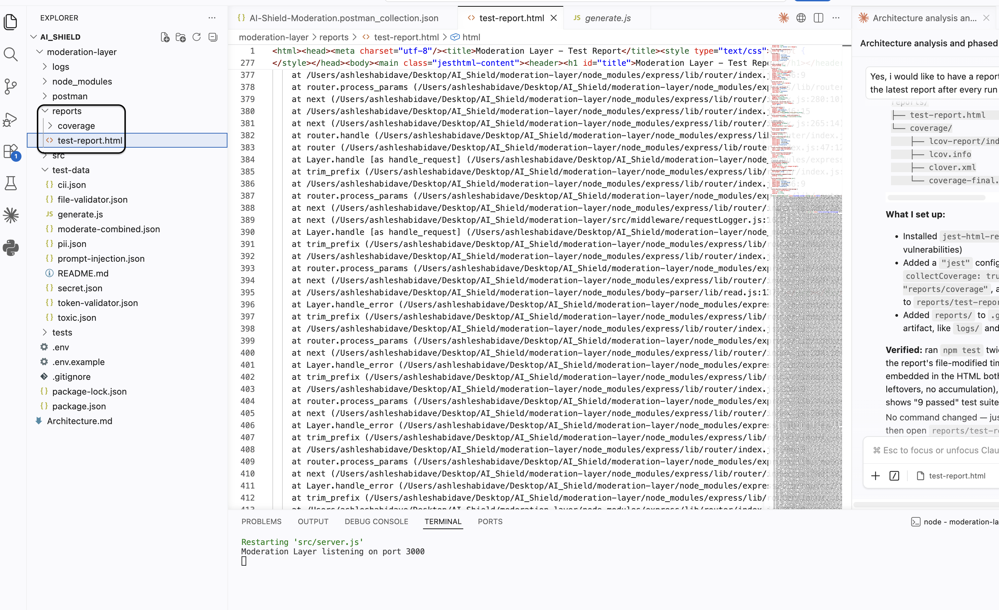 EXPLORER
AI_SHIELD
moderation-layer
logs
node_modules
postman
reports
coverage
test-report.html
src
test-data
cii.json
file-validator.json
JS generate.js
moderate-combined.json
pii.json
prompt-injection.json
README.md
secret.json
token-validator.json
toxic.json
tests
.env
.env.example
.gitignore
package-lock.json
package.json
Architecture.md
1
{} AI-Shield-Moderation.postman_collection.json
<> test-report.html
JS generate.js
moderation-layer > reports > <> test-report.html > html
1 <html><head><meta charset="utf-8"/><title>Moderation Layer – Test Report</title><style type="text/css">
277 </style></head><body><main class="jesthtml-content"><header><h1 id="title">Moderation Layer – Test Rep
377 at /Users/ashleshabidave/Desktop/AI_Shield/moderation-layer/node_modules/express/lib/router/index.
378 at router.process_params (/Users/ashleshabidave/Desktop/AI_Shield/moderation-layer/node_modules/exp
379 at next (/Users/ashleshabidave/Desktop/AI_Shield/moderation-layer/node_modules/express/lib/router/i
380 at /Users/ashleshabidave/Desktop/AI_Shield/moderation-layer/node_modules/express/lib/router/index.
381 at next (/Users/ashleshabidave/Desktop/AI_Shield/moderation-layer/node_modules/express/lib/router/i
382 at router.handle (/Users/ashleshabidave/Desktop/AI_Shield/moderation-layer/node_modules/express/lib
383 at router (/Users/ashleshabidave/Desktop/AI_Shield/moderation-layer/node_modules/express/lib/router
384 at Layer.handle [as handle_request] (/Users/ashleshabidave/Desktop/AI_Shield/moderation-layer/node_
385 at trim_prefix (/Users/ashleshabidave/Desktop/AI_Shield/moderation-layer/node_modules/express/lib/r
386 at /Users/ashleshabidave/Desktop/AI_Shield/moderation-layer/node_modules/express/lib/router/index.
387 at router.process_params (/Users/ashleshabidave/Desktop/AI_Shield/moderation-layer/node_modules/exp
388 at next (/Users/ashleshabidave/Desktop/AI_Shield/moderation-layer/node_modules/express/lib/router/i
389 at next (/Users/ashleshabidave/Desktop/AI_Shield/moderation-layer/src/middleware/requestLogger.js:1
390 at Layer.handle [as handle_request] (/Users/ashleshabidave/Desktop/AI_Shield/moderation-layer/node_
391 at trim_prefix (/Users/ashleshabidave/Desktop/AI_Shield/moderation-layer/node_modules/express/lib/r
392 at /Users/ashleshabidave/Desktop/AI_Shield/moderation-layer/node_modules/express/lib/router/index.
393 at router.process_params (/Users/ashleshabidave/Desktop/AI_Shield/moderation-layer/node_modules/exp
394 at next (/Users/ashleshabidave/Desktop/AI_Shield/moderation-layer/node_modules/express/lib/router/i
395 at /Users/ashleshabidave/Desktop/AI_Shield/moderation-layer/node_modules/body-parser/lib/read.js:13
396 at Layer.handle_error (/Users/ashleshabidave/Desktop/AI_Shield/moderation-layer/node_modules/expres
397 at trim_prefix (/Users/ashleshabidave/Desktop/AI_Shield/moderation-layer/node_modules/express/lib/r
398 at /Users/ashleshabidave/Desktop/AI_Shield/moderation-layer/node_modules/express/lib/router/index.
399 at router.process_params (/Users/ashleshabidave/Desktop/AI_Shield/moderation-layer/node_modules/exp
400 at next (/Users/ashleshabidave/Desktop/AI_Shield/moderation-layer/node_modules/express/lib/router/i
401 at Layer.handle_error (/Users/ashleshabidave/Desktop/AI_Shield/moderation-layer/node_modules/expres
402 at trim_prefix (/Users/ashleshabidave/Desktop/AI_Shield/moderation-layer/node_modules/express/lib/r
403 at /Users/ashleshabidave/Desktop/AI_Shield/moderation-layer/node_modules/express/lib/router/index.
404 at router.process_params (/Users/ashleshabidave/Desktop/AI_Shield/moderation-layer/node_modules/exp
405 at next (/Users/ashleshabidave/Desktop/AI_Shield/moderation-layer/node_modules/express/lib/router/i
406 at Layer.handle_error (/Users/ashleshabidave/Desktop/AI_Shield/moderation-layer/node_modules/expres
407 at trim_prefix (/Users/ashleshabidave/Desktop/AI_Shield/moderation-layer/node_modules/express/lib/r
408 at /Users/ashleshabidave/Desktop/AI_Shield/moderation-layer/node_modules/express/lib/router/index.
409 at router.process_params (/Users/ashleshabidave/Desktop/AI_Shield/moderation-layer/node_modules/exp
410 at next (/Users/ashleshabidave/Desktop/AI_Shield/moderation-layer/node_modules/express/lib/router/i
411 at Layer.handle_error (/Users/ashleshabidave/Desktop/AI_Shield/moderation-layer/node_modules/expres
412 at trim_prefix (/Users/ashleshabidave/Desktop/AI_Shield/moderation-layer/node_modules/express/lib/r
PROBLEMS OUTPUT DEBUG CONSOLE TERMINAL PORTS
node - moderation-la
Restarting 'src/server.js'
Moderation Layer listening on port 3000
Architecture analysis an...
Architecture analysis and phased
Yes, i would like to have a report
the latest report after every run
reports/
├── test-report.html
└── coverage/
├── lcov-report/ind
├── lcov.info
├── clover.xml
└── coverage-final.
What I set up:
• Installed jest-html-re
vulnerabilities)
• Added a "jest" config
collectCoverage: tru
"reports/coverage", a
to reports/test-repor
• Added reports/ to .g
artifact, like logs/ and
Verified: ran npm test twi
the report's file-modified tim
embedded in the HTML both
leftovers, no accumulation),
shows "9 passed" test suite
No command changed — jus
then open reports/test-re
⌘ Esc to focus or unfocus Clau
test-report.html